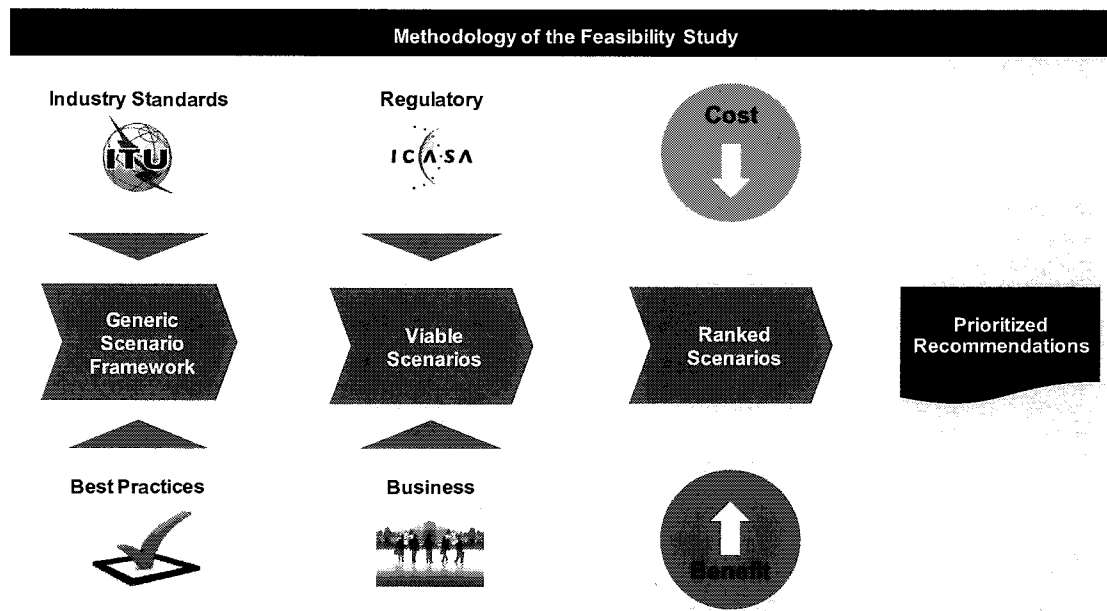 Methodology of the Feasibility Study
Industry Standards
Regulatory
Cost
ITU
ICASA
Generic
Scenario
Framework
Viable
Scenarios
Ranked
Scenarios
Prioritized
Recommendations
Best Practices
Business
Benefit